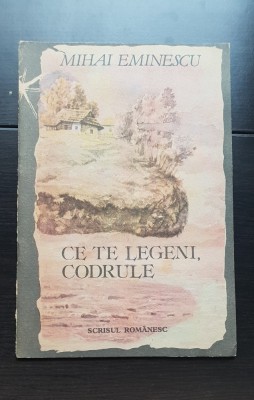 MIHAI EMINESCU
CE TE LEGENI,
CODRULE
SCRISUL ROMÂNESC